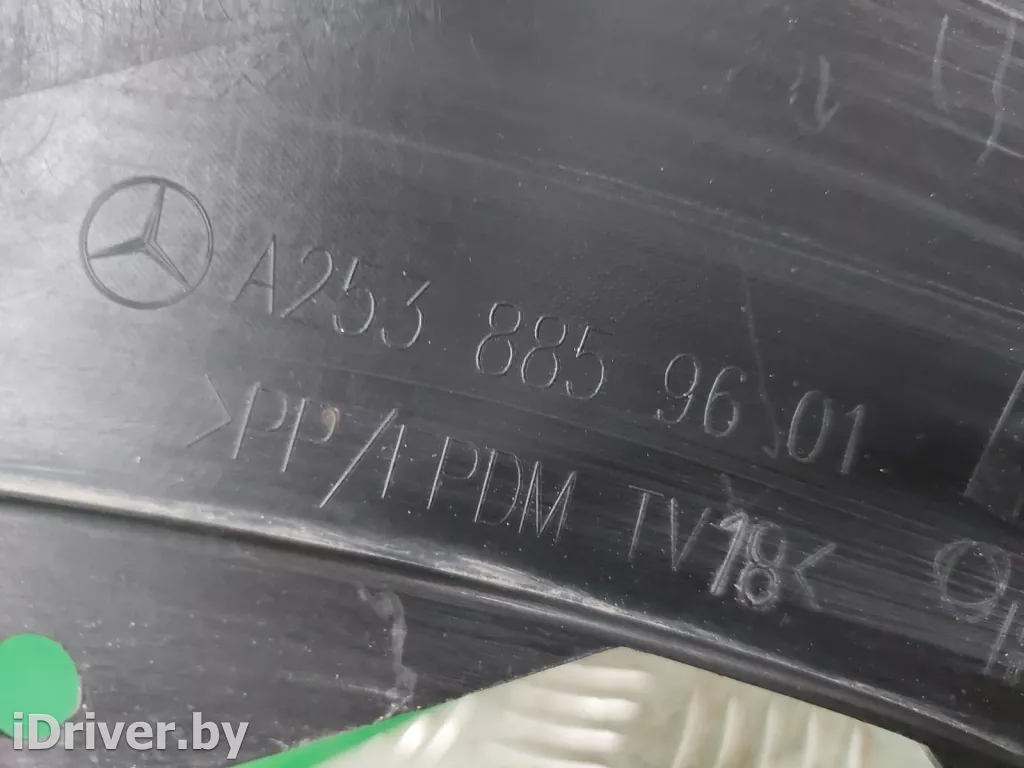 A253 885 96 01
>PP/I PDM TV18<
iDriver.by